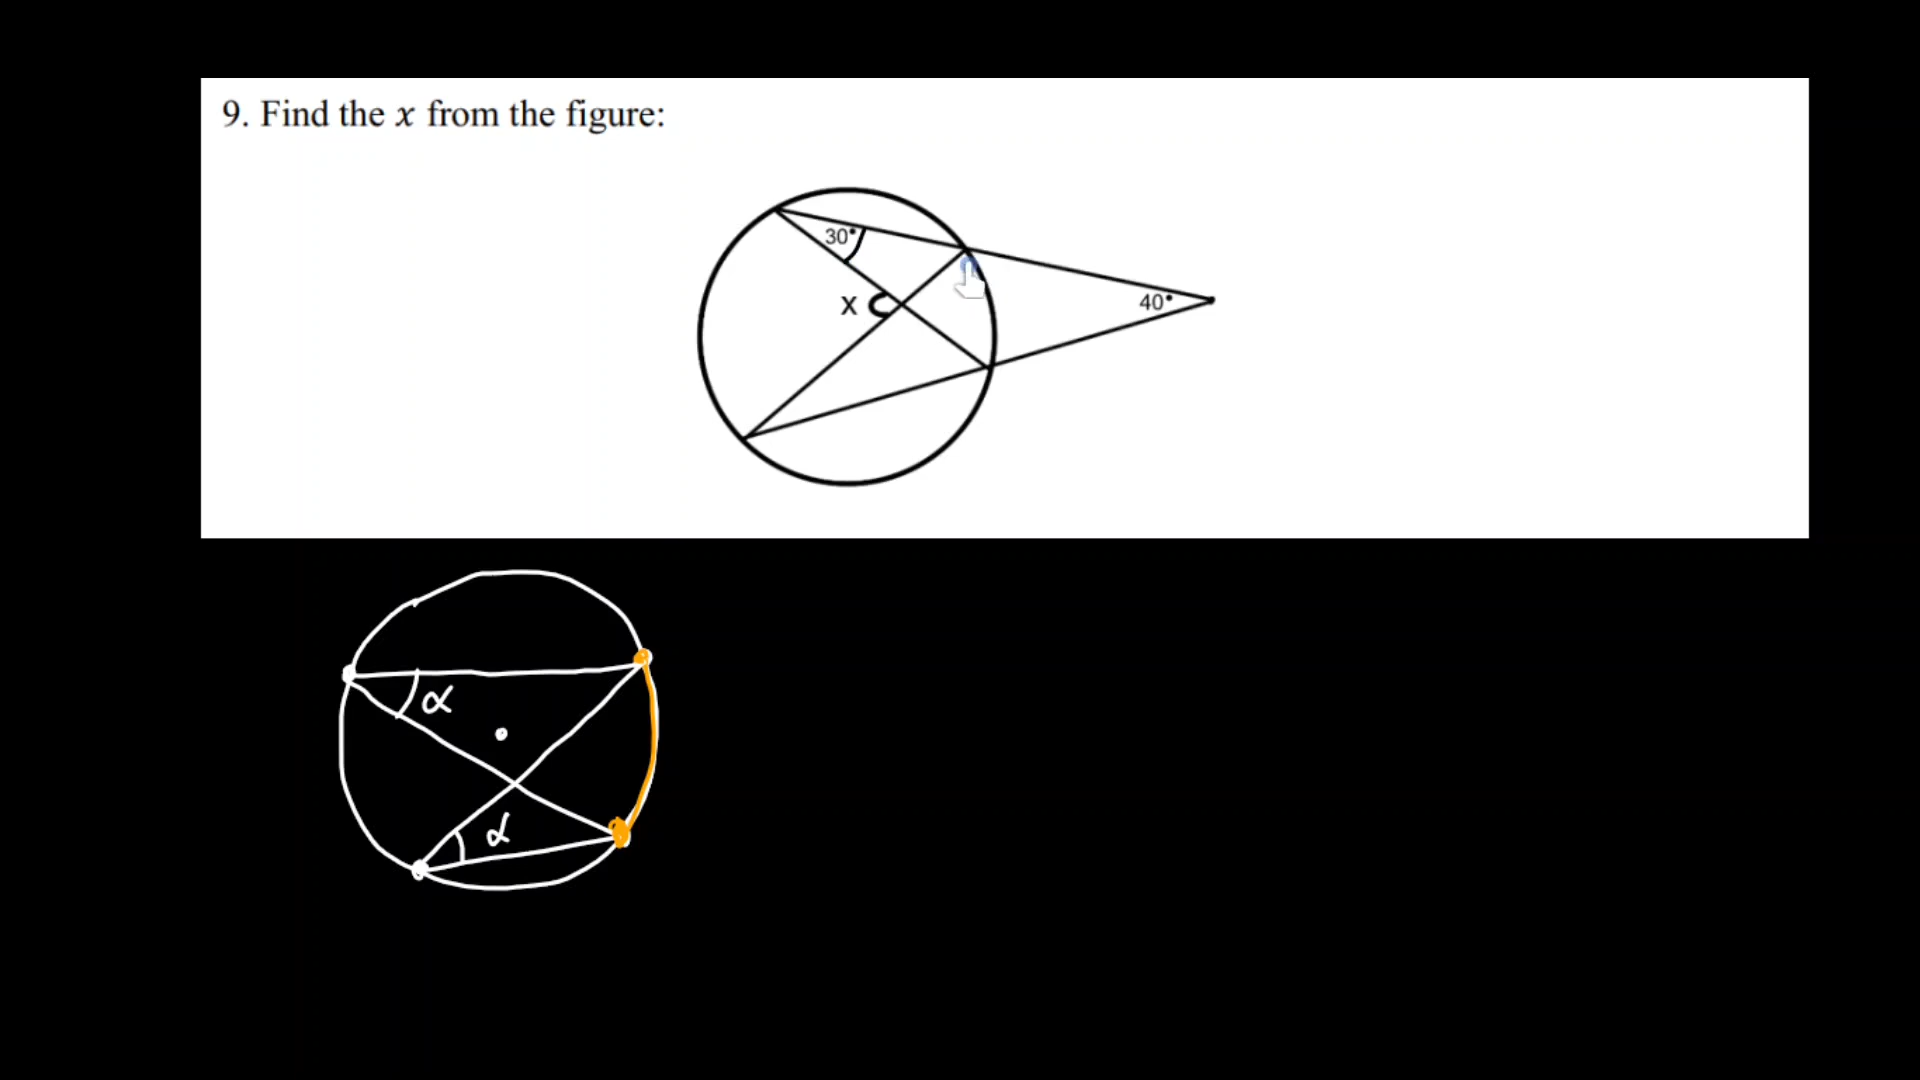 9. Find the x from the figure:
30°
x
40°
α
α